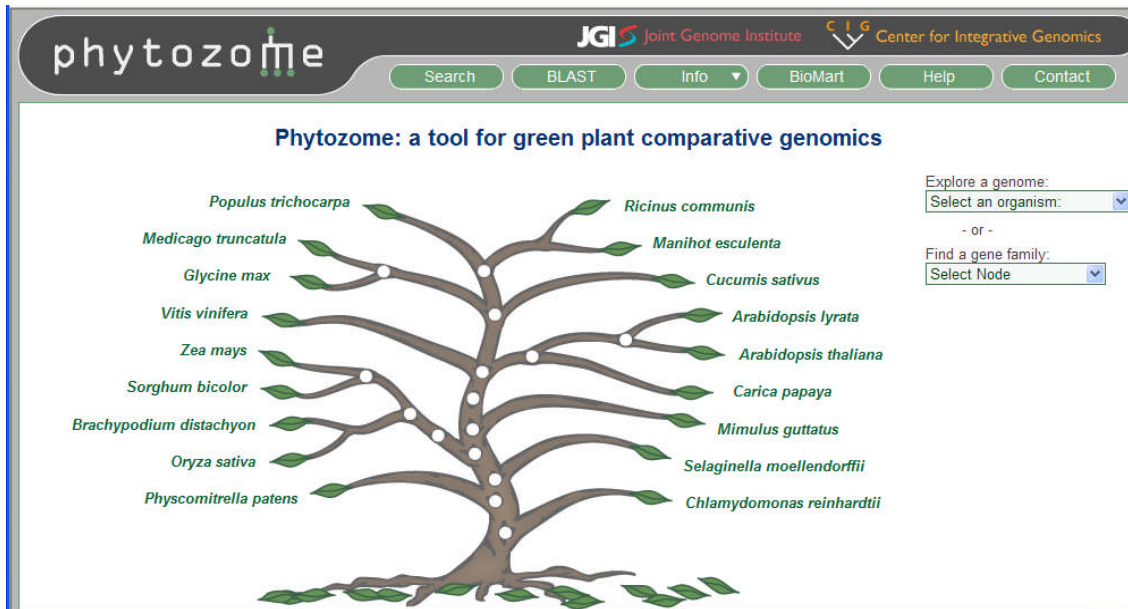 phytozome
JGI Joint Genome Institute
CIG Center for Integrative Genomics
Search BLAST Info BioMart Help Contact
Phytozome: a tool for green plant comparative genomics
Explore a genome:
Select an organism:
- or -
Find a gene family:
Select Node
Populus trichocarpa
Medicago truncatula
Glycine max
Vitis vinifera
Zea mays
Sorghum bicolor
Brachypodium distachyon
Oryza sativa
Physcomitrella patens
Ricinus communis
Manihot esculenta
Cucumis sativus
Arabidopsis lyrata
Arabidopsis thaliana
Carica papaya
Mimulus guttatus
Selaginella moellendorffii
Chlamydomonas reinhardtii